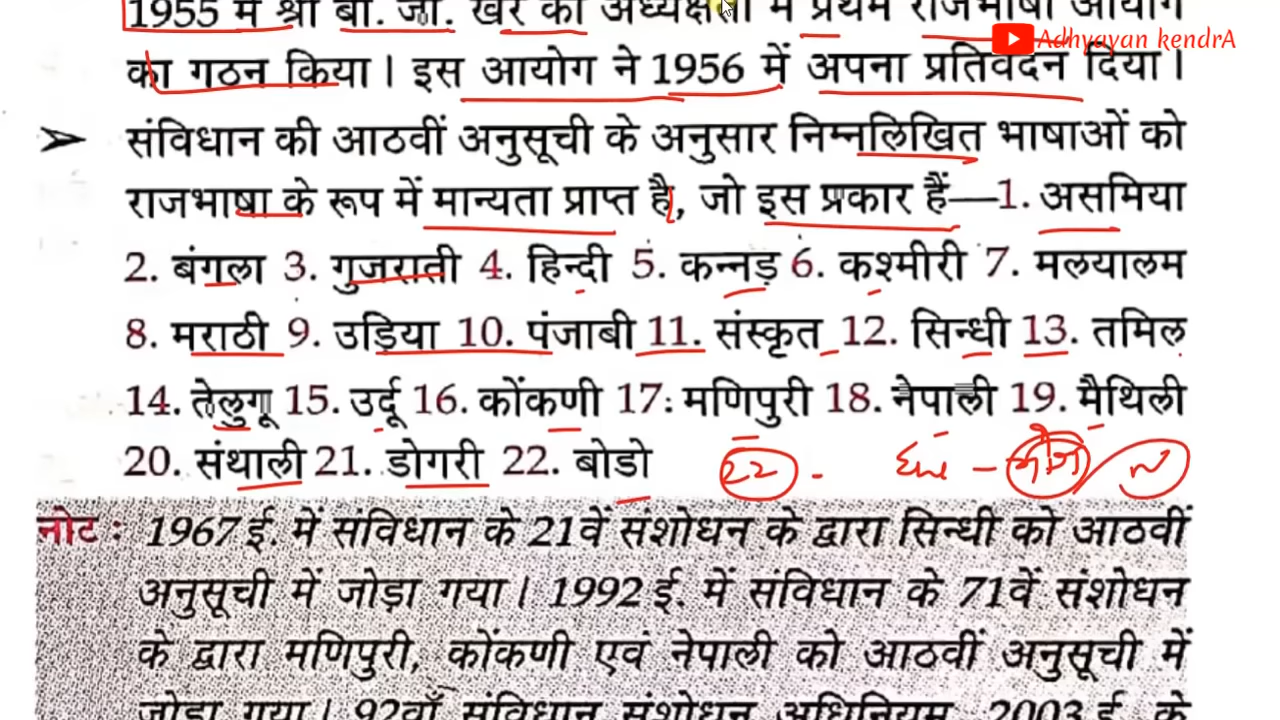 1955 में श्री बी. जी. खेर की अध्यक्षता में प्रथम राजभाषा आयोग
Adhyayan kendrA
का गठन किया। इस आयोग ने 1956 में अपना प्रतिवेदन दिया।
संविधान की आठवीं अनुसूची के अनुसार निम्नलिखित भाषाओं को
राजभाषा के रूप में मान्यता प्राप्त है, जो इस प्रकार हैं—1. असमिया
2. बंगला 3. गुजराती 4. हिन्दी 5. कन्नड़ 6. कश्मीरी 7. मलयालम
8. मराठी 9. उड़िया 10. पंजाबी 11. संस्कृत 12. सिन्धी 13. तमिल
14. तेलुगू 15. उर्दू 16. कोंकणी 17. मणिपुरी 18. नेपाली 19. मैथिली
20. संथाली 21. डोगरी 22. बोडो 22
नोट : 1967 ई. में संविधान के 21वें संशोधन के द्वारा सिन्धी को आठवीं
अनुसूची में जोड़ा गया। 1992 ई. में संविधान के 71वें संशोधन
के द्वारा मणिपुरी, कोंकणी एवं नेपाली को आठवीं अनुसूची में
जोड़ा गया। 92वाँ संविधान संशोधन अधिनियम, 2003 ई. के